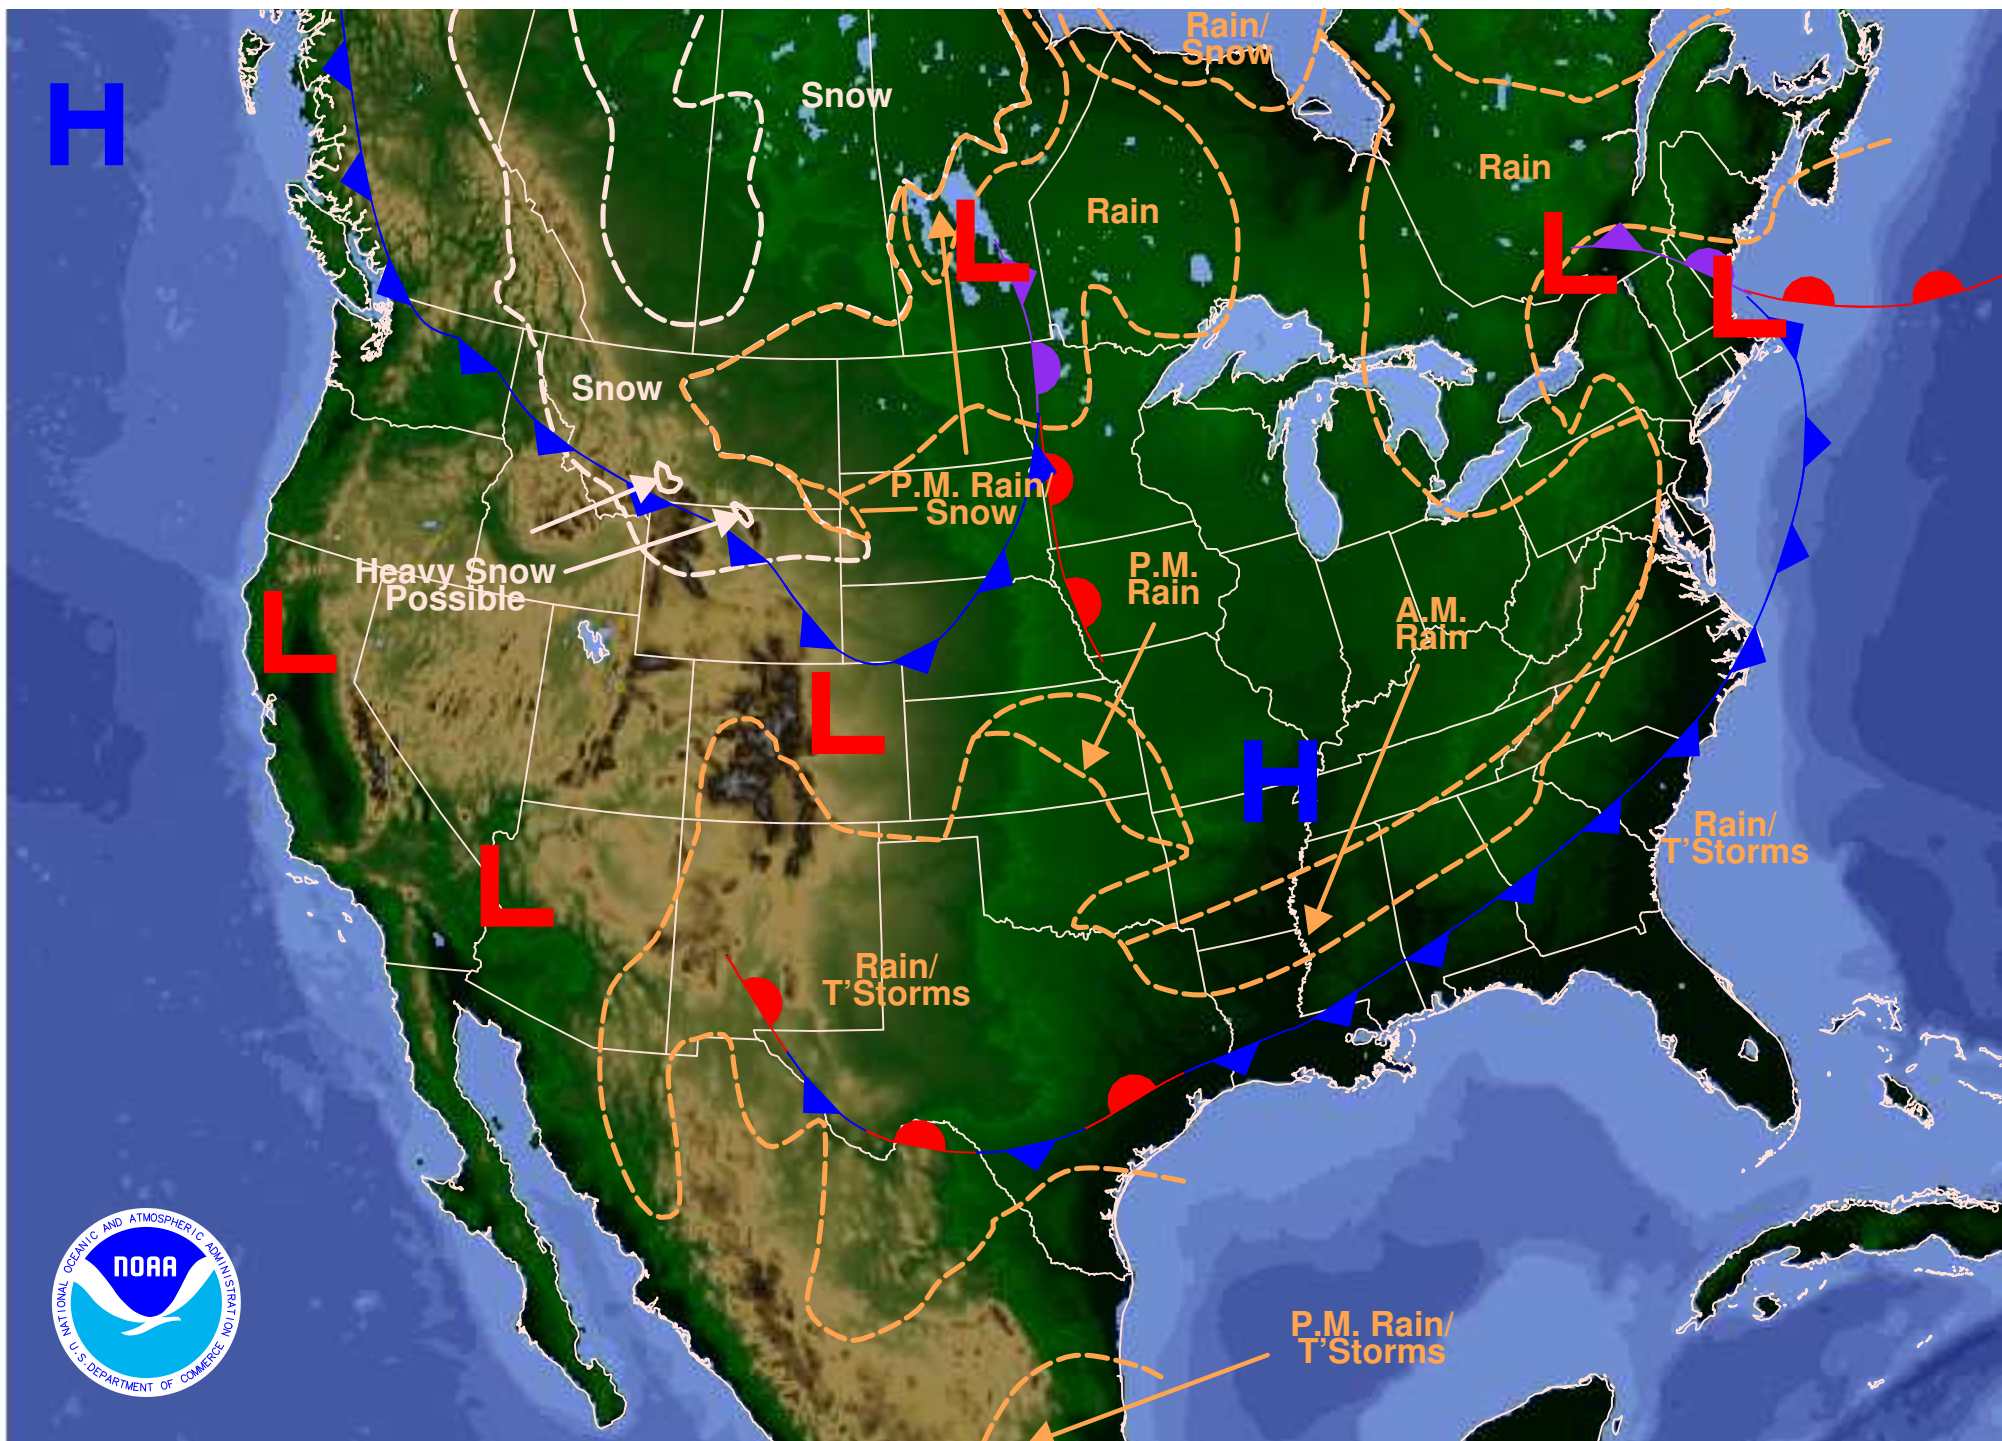 Rain/
Snow
Snow
H
Rain
Rain
L
L
L
Snow
P.M. Rain/
Snow
Heavy Snow
Possible
P.M.
Rain
A.M.
Rain
L
L
H
Rain/
T'Storms
L
Rain/
T'Storms
P.M. Rain/
T'Storms
NATIONAL OCEANIC AND ATMOSPHERIC ADMINISTRATION
NOAA
U.S. DEPARTMENT OF COMMERCE